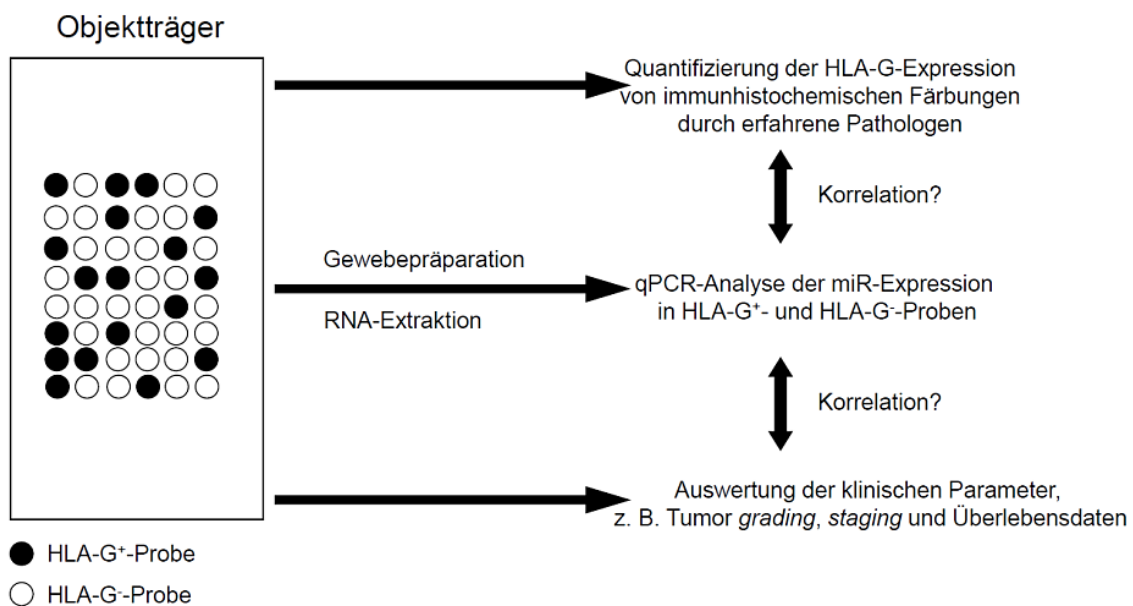 Objektträger
Quantifizierung der HLA-G-Expression
von immunhistochemischen Färbungen
durch erfahrene Pathologen
Korrelation?
Gewebepräparation
RNA-Extraktion
qPCR-Analyse der miR-Expression
in HLA-G⁺- und HLA-G⁻-Proben
Korrelation?
Auswertung der klinischen Parameter,
z. B. Tumor grading, staging und Überlebensdaten
HLA-G⁺-Probe
HLA-G⁻-Probe